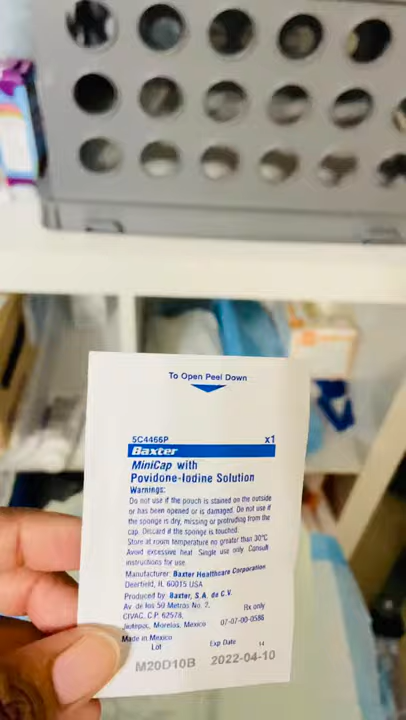 To Open Peel Down
5C4466P x1
Baxter
MiniCap with
Povidone-Iodine Solution
Warnings:
Do not use if the pouch is stained on the outside
or has been opened or is damaged. Do not use if
the sponge is dry, missing or protruding from the
cap. Discard if the sponge is touched.
Store at room temperature no greater than 30°C
Avoid excessive heat. Single use only. Consult
instructions for use.
Manufacturer: Baxter Healthcare Corporation
Deerfield, IL 60015 USA
Produced by: Baxter, S.A. de C.V.
Av. de los 50 Metros No. 2,
CIVAC, C.P. 62578, Rx only
Jiutepec, Morelos, Mexico 07-07-00-0586
Made in Mexico
Lot Exp Date 14
M20D10B 2022-04-10